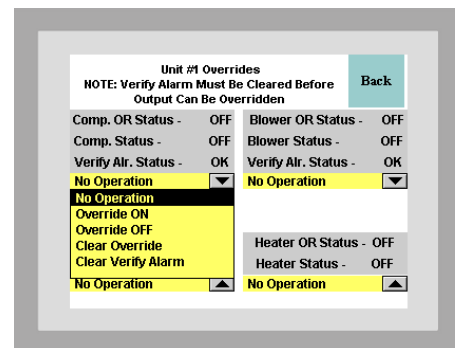 Unit #1 Overrides
NOTE: Verify Alarm Must Be Cleared Before
Output Can Be Overridden
Back
Comp. OR Status - OFF
Comp. Status - OFF
Verify Alr. Status - OK
No Operation
No Operation
Override ON
Override OFF
Clear Override
Clear Verify Alarm
No Operation
Blower OR Status - OFF
Blower Status - OFF
Verify Alr. Status - OK
No Operation
Heater OR Status - OFF
Heater Status - OFF
No Operation